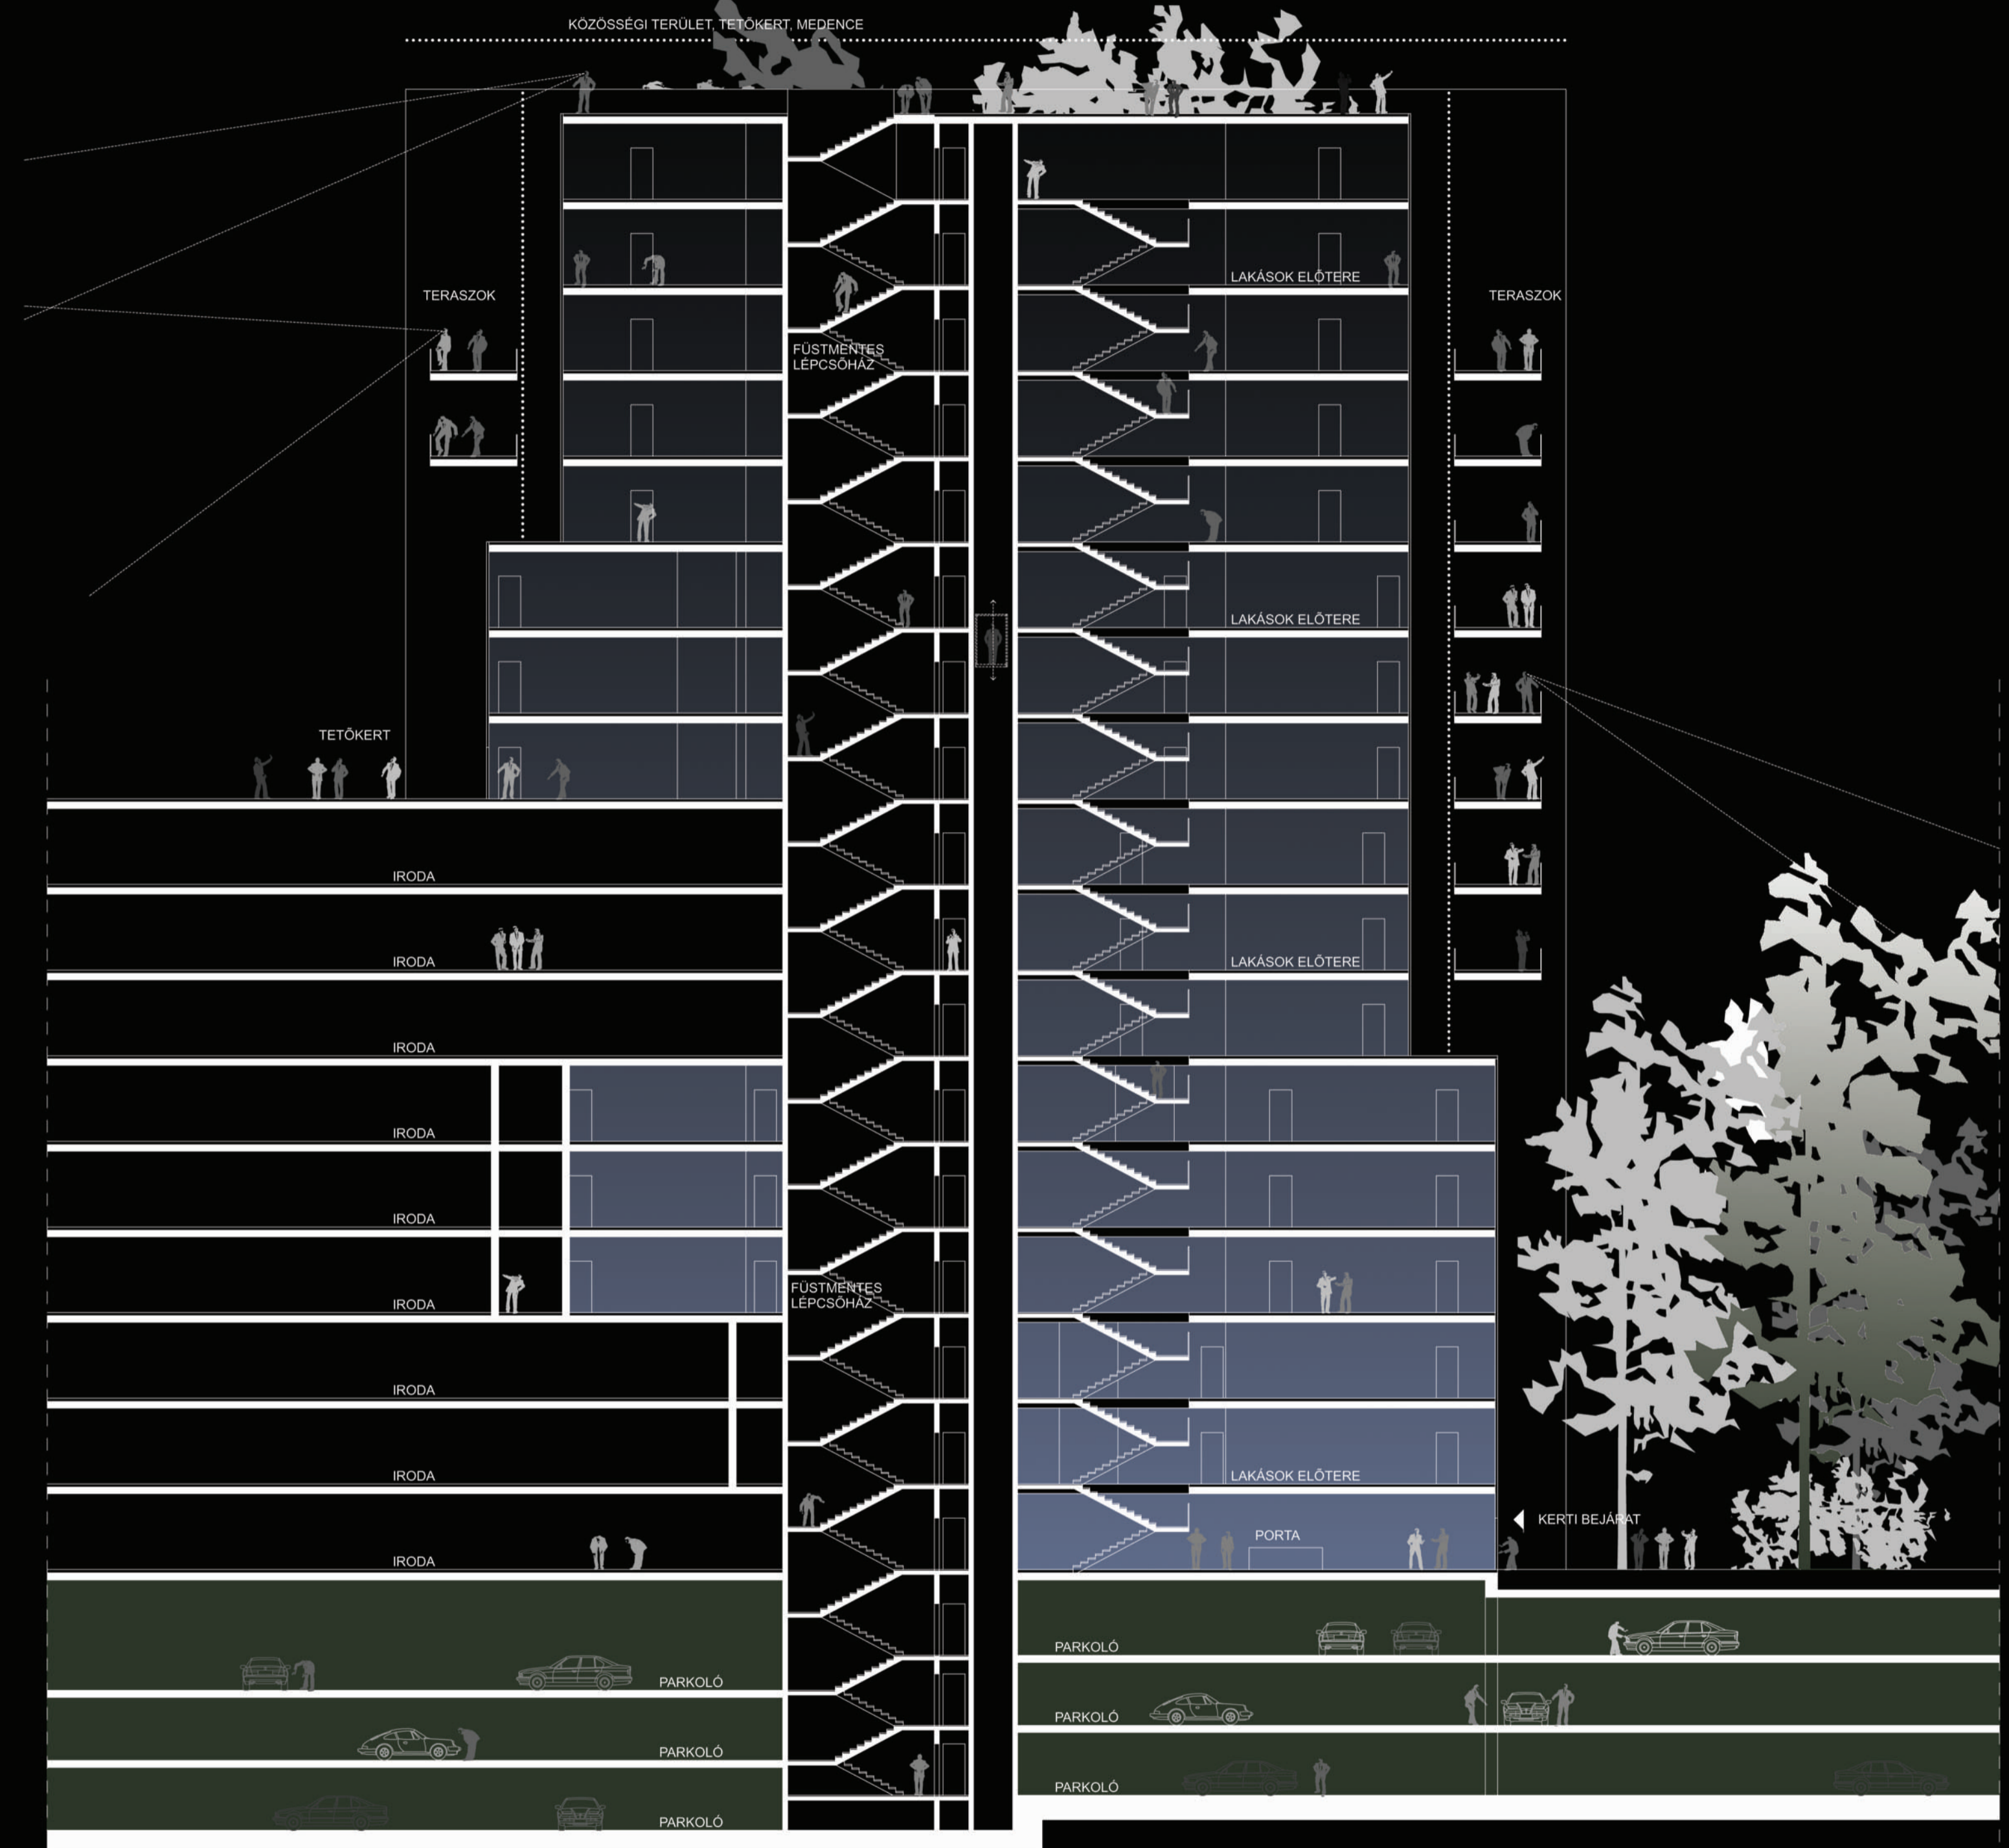 KÖZÖSSÉGI TERÜLET, TETŐKERT, MEDENCE
LAKÁSOK ELŐTERE
TERASZOK
TERASZOK
FÜSTMENTES
LÉPCSŐHÁZ
LAKÁSOK ELŐTERE
TETŐKERT
IRODA
IRODA
LAKÁSOK ELŐTERE
IRODA
IRODA
IRODA
FÜSTMENTES
LÉPCSŐHÁZ
IRODA
IRODA
IRODA
LAKÁSOK ELŐTERE
KERTI BEJÁRAT
PORTA
IRODA
PARKOLÓ
PARKOLÓ
PARKOLÓ
PARKOLÓ
PARKOLÓ
PARKOLÓ